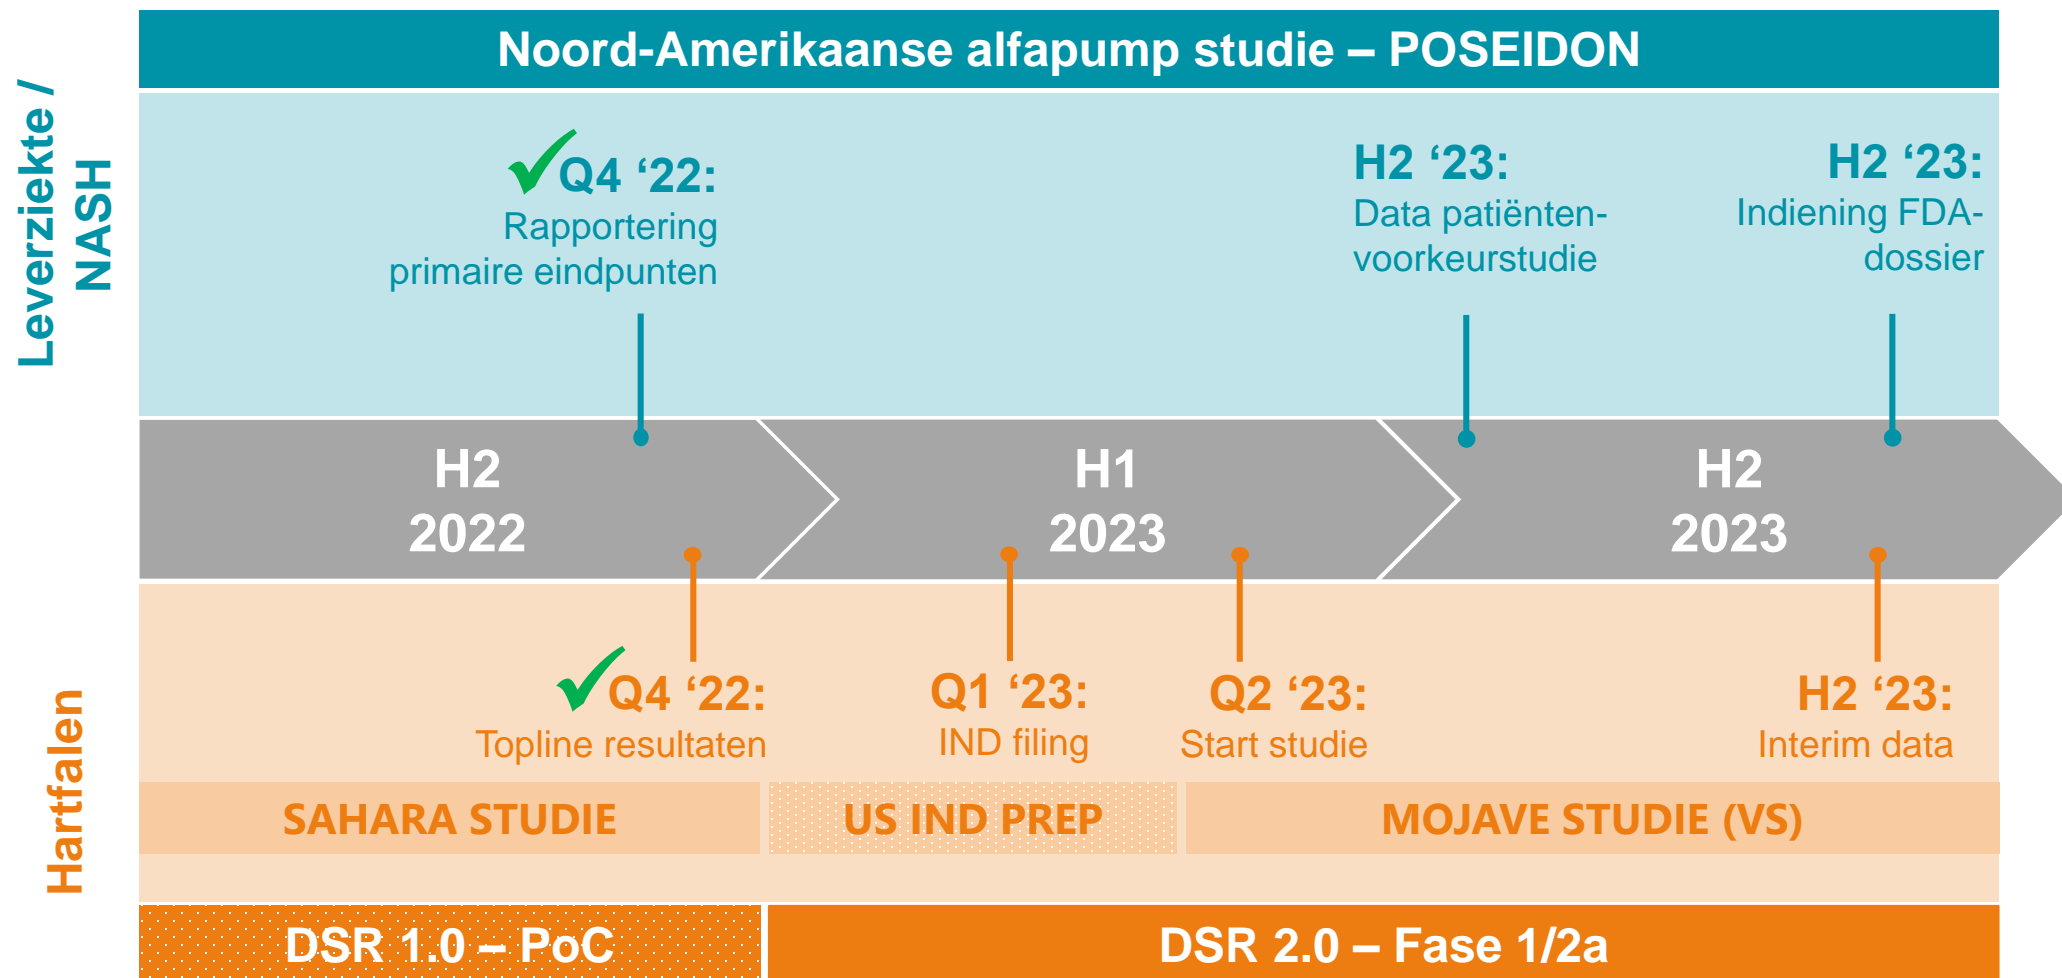 Noord-Amerikaanse alfapump studie – POSEIDON
Leverziekte /
NASH
Q4 ‘22:
Rapportering
primaire eindpunten
H2 ‘23:
Data patiënten-
voorkeurstudie
H2 ‘23:
Indiening FDA-
dossier
H2
2022
H1
2023
H2
2023
Hartfalen
Q4 ‘22:
Topline resultaten
Q1 ‘23:
IND filing
Q2 ‘23:
Start studie
H2 ‘23:
Interim data
SAHARA STUDIE
US IND PREP
MOJAVE STUDIE (VS)
DSR 1.0 – PoC
DSR 2.0 – Fase 1/2a